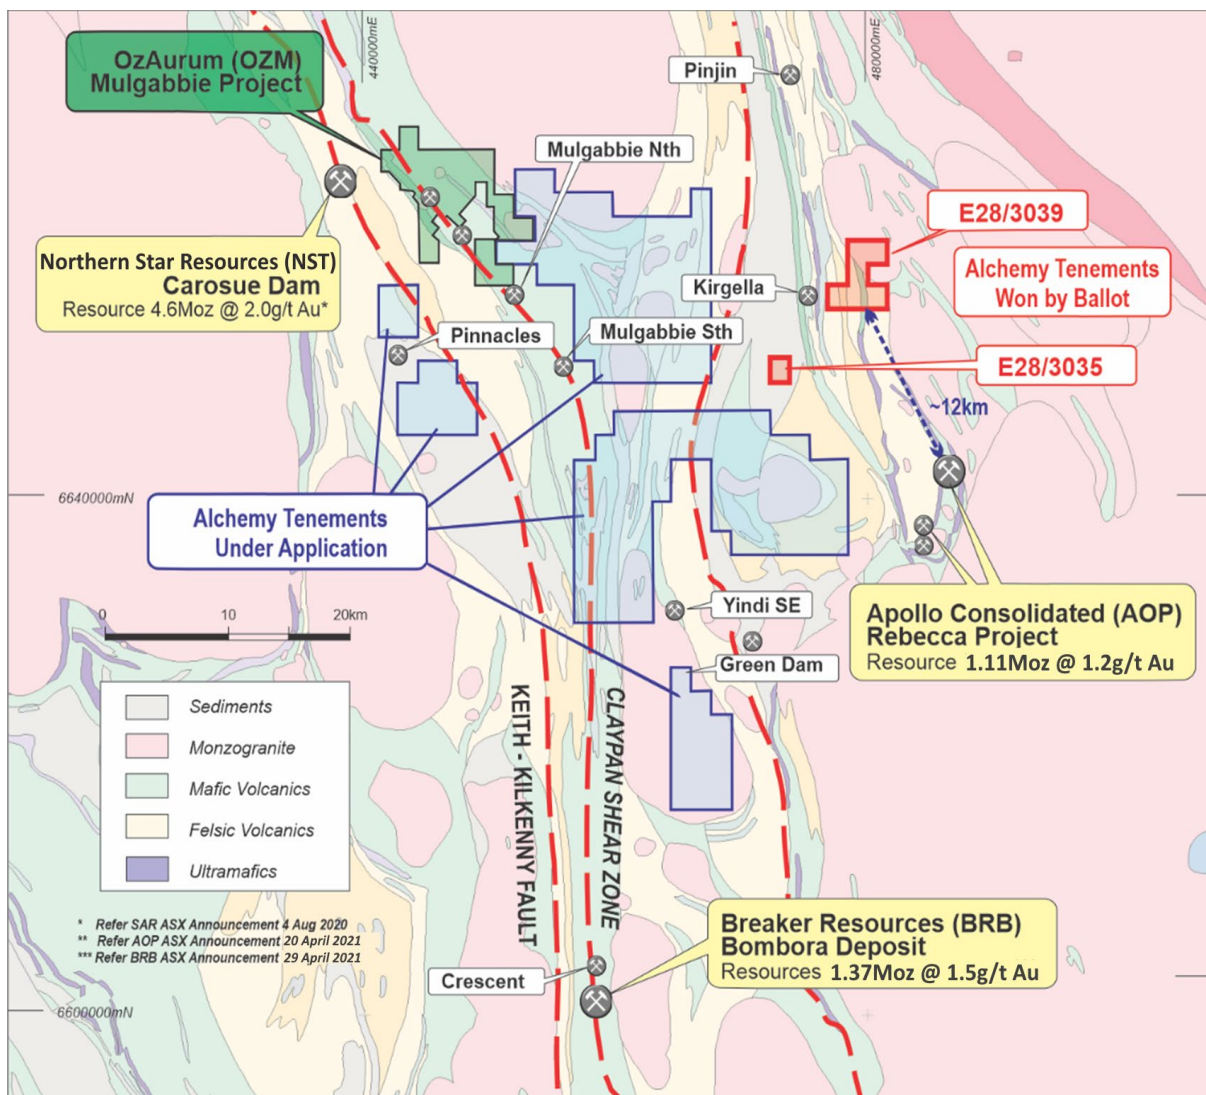 OzAurum (OZM)
Mulgabbie Project
440000mE
480000mE
Pinjin
Mulgabbie Nth
E28/3039
Alchemy Tenements
Won by Ballot
Northern Star Resources (NST)
Carosue Dam
Resource 4.6Moz @ 2.0g/t Au*
Kirgella
Pinnacles
Mulgabbie Sth
E28/3035
~12km
6640000mN
Alchemy Tenements
Under Application
0 10 20km
Yindi SE
Green Dam
Apollo Consolidated (AOP)
Rebecca Project
Resource 1.11Moz @ 1.2g/t Au
Sediments
Monzogranite
Mafic Volcanics
Felsic Volcanics
Ultramafics
KEITH - KILKENNY FAULT
CLAYPAN SHEAR ZONE
* Refer SAR ASX Announcement 4 Aug 2020
** Refer AOP ASX Announcement 20 April 2021
*** Refer BRB ASX Announcement 29 April 2021
Breaker Resources (BRB)
Bombora Deposit
Resources 1.37Moz @ 1.5g/t Au
Crescent
6600000mN